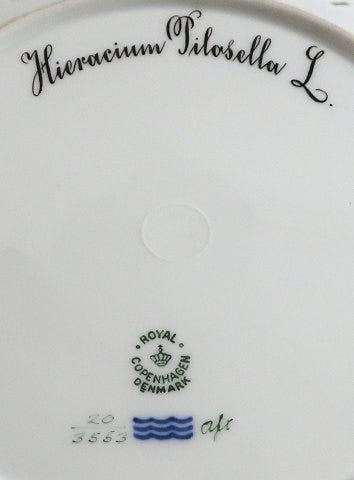 Hieracium Pilosella L.
ROYAL
COPENHAGEN
DENMARK
20
3553